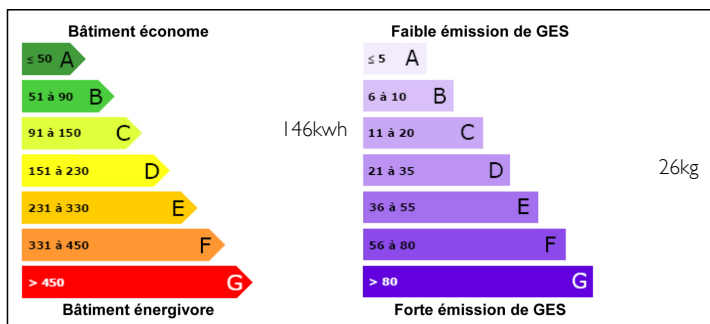 Bâtiment économe
≤ 50 A
51 à 90 B
91 à 150 C
146kwh
151 à 230 D
231 à 330 E
331 à 450 F
> 450 G
Bâtiment énergivore
Faible émission de GES
≤ 5 A
6 à 10 B
11 à 20 C
21 à 35 D
26kg
36 à 55 E
56 à 80 F
> 80 G
Forte émission de GES